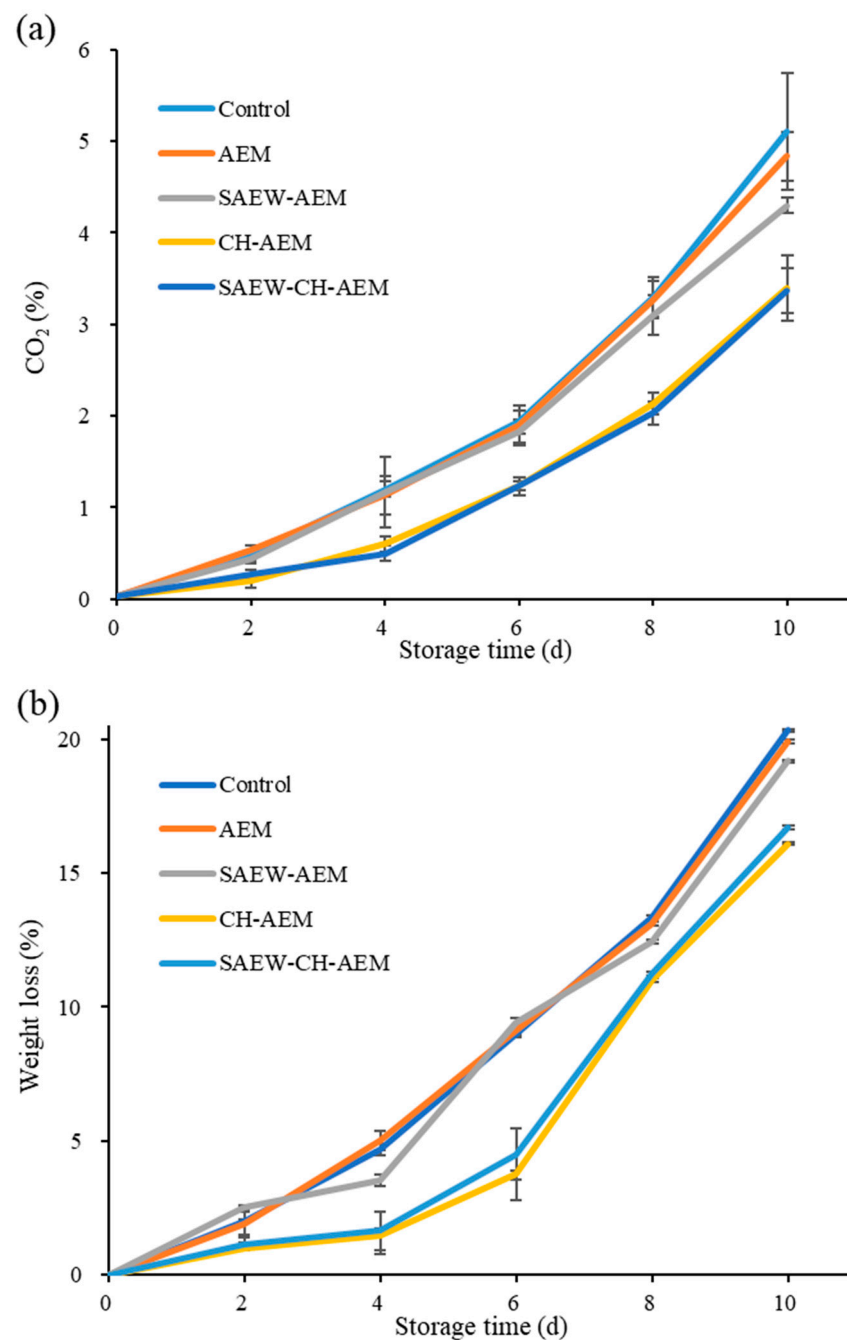 (a)
6
5
4
3
2
1
0
CO₂ (%)
Control
AEM
SAEW-AEM
CH-AEM
SAEW-CH-AEM
0 2 4 6 8 10
Storage time (d)
(b)
20
15
10
5
0
Weight loss (%)
Control
AEM
SAEW-AEM
CH-AEM
SAEW-CH-AEM
0 2 4 6 8 10
Storage time (d)